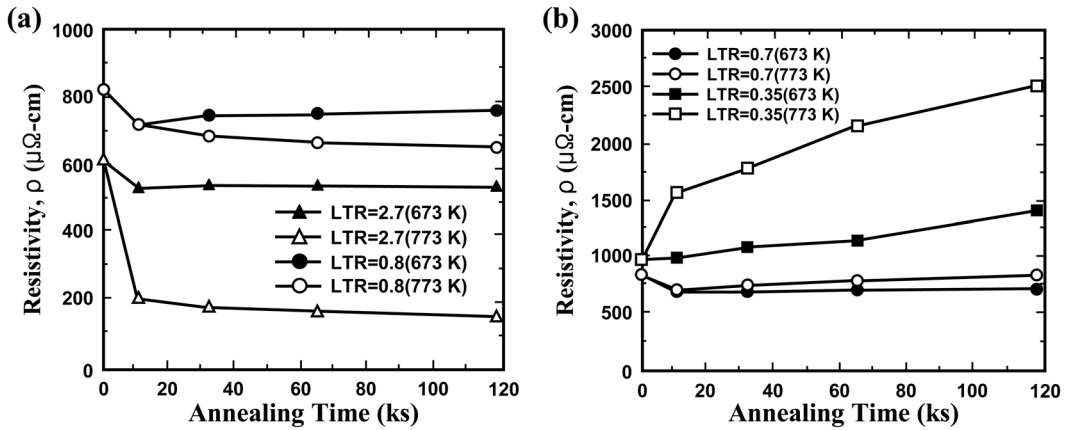 (a)
1000
800
600
400
200
0
Resistivity, ρ (μΩ-cm)
LTR=2.7(673 K)
LTR=2.7(773 K)
LTR=0.8(673 K)
LTR=0.8(773 K)
0 20 40 60 80 100 120
Annealing Time (ks)
(b)
3000
2500
2000
1500
1000
500
0
Resistivity, ρ (μΩ-cm)
LTR=0.7(673 K)
LTR=0.7(773 K)
LTR=0.35(673 K)
LTR=0.35(773 K)
0 20 40 60 80 100 120
Annealing Time (ks)